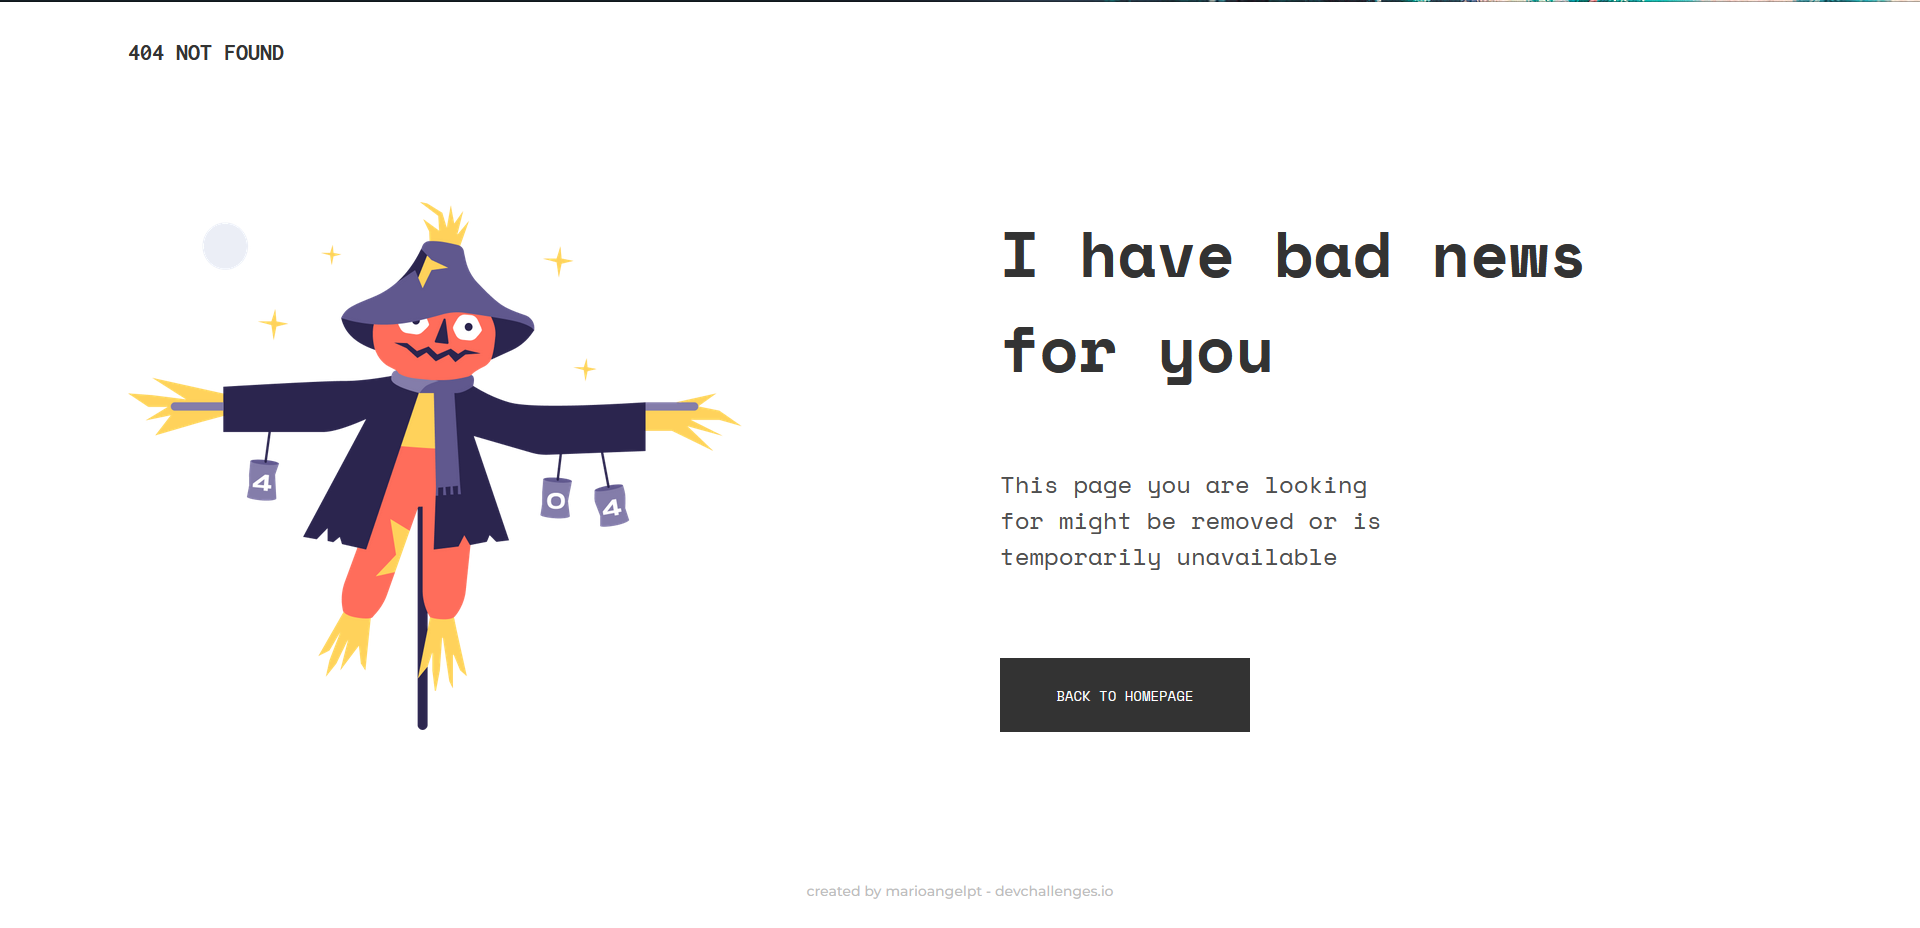 404 NOT FOUND
I have bad news
for you
4
0
4
This page you are looking
for might be removed or is
temporarily unavailable
BACK TO HOMEPAGE
created by marioangelpt - devchallenges.io